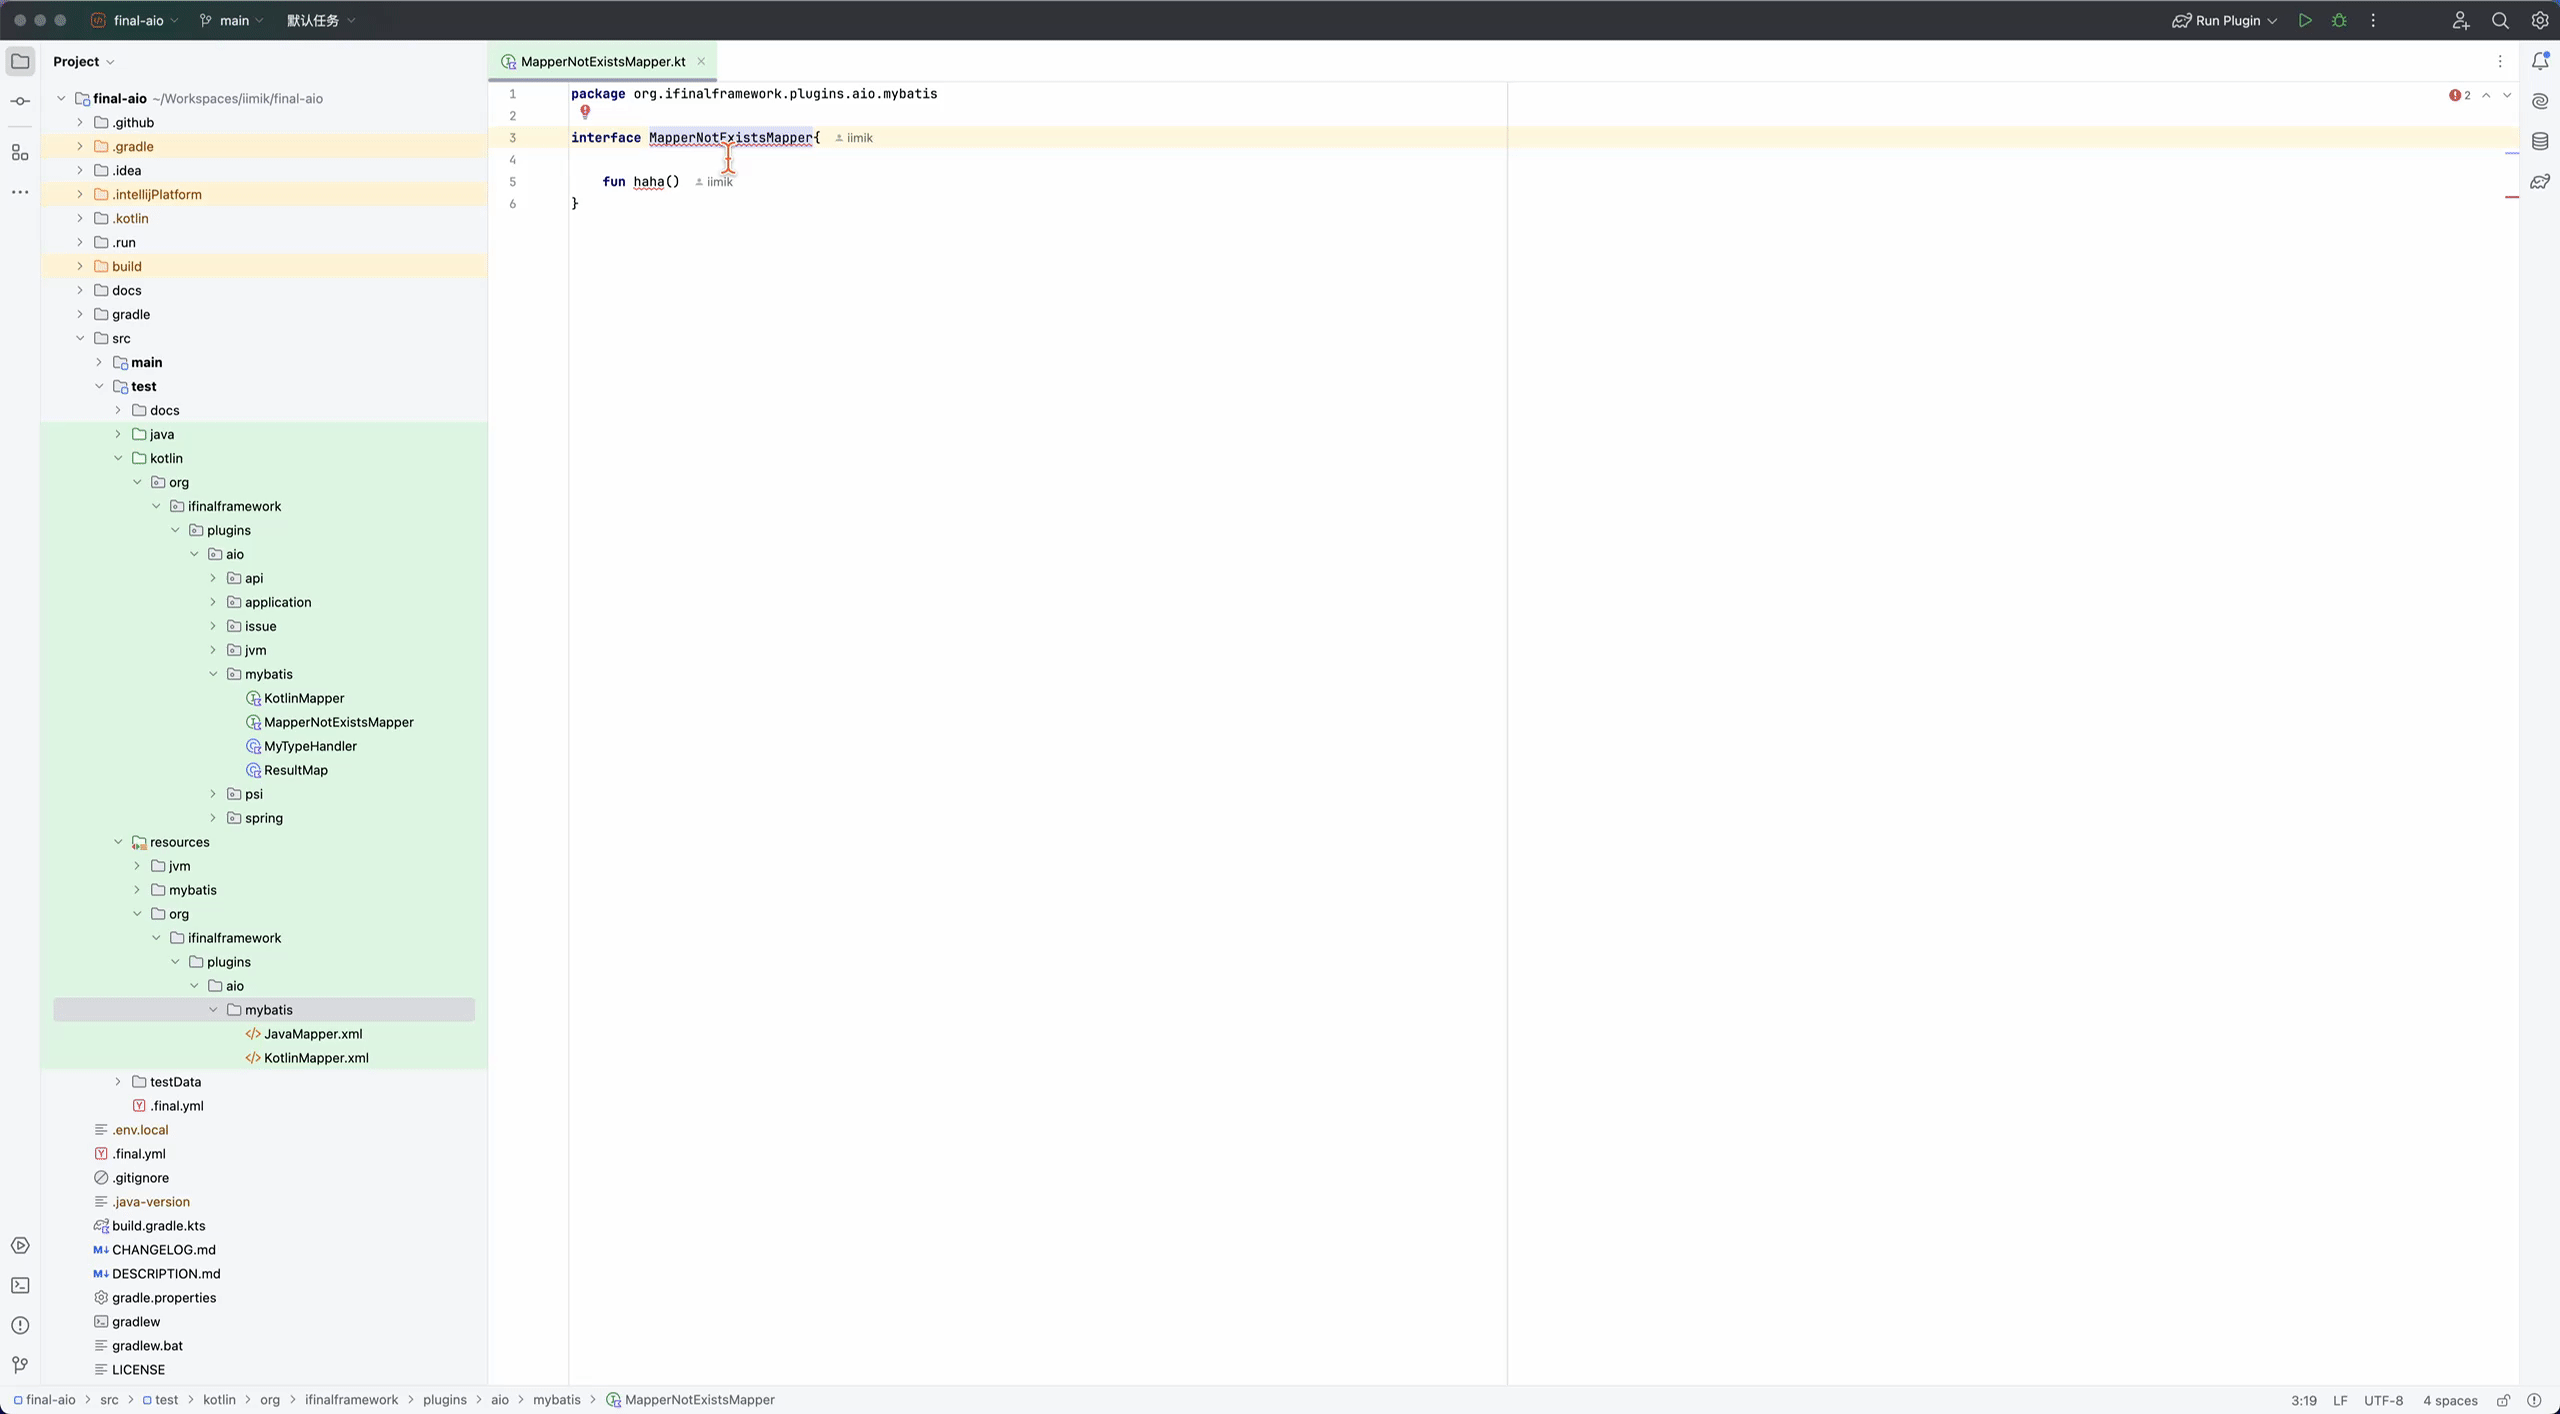 final-aio
main
默认任务
Run Plugin
Project
MapperNotExistsMapper.kt
final-aio ~/Workspaces/iimik/final-aio
.github
.gradle
.idea
.intellijPlatform
.kotlin
.run
build
docs
gradle
src
main
test
docs
java
kotlin
org
ifinalframework
plugins
aio
api
application
issue
jvm
mybatis
KotlinMapper
MapperNotExistsMapper
MyTypeHandler
ResultMap
psi
spring
resources
jvm
mybatis
org
ifinalframework
plugins
aio
mybatis
</> JavaMapper.xml
</> KotlinMapper.xml
testData
Y .final.yml
.env.local
Y .final.yml
.gitignore
.java-version
build.gradle.kts
M↓ CHANGELOG.md
M↓ DESCRIPTION.md
gradle.properties
gradlew
gradlew.bat
LICENSE
1 package org.ifinalframework.plugins.aio.mybatis
2
3 interface MapperNotExistsMapper{ iimik
4
5 fun haha() iimik
6 }
2
final-aio > src > test > kotlin > org > ifinalframework > plugins > aio > mybatis > MapperNotExistsMapper
3:19 LF UTF-8 4 spaces